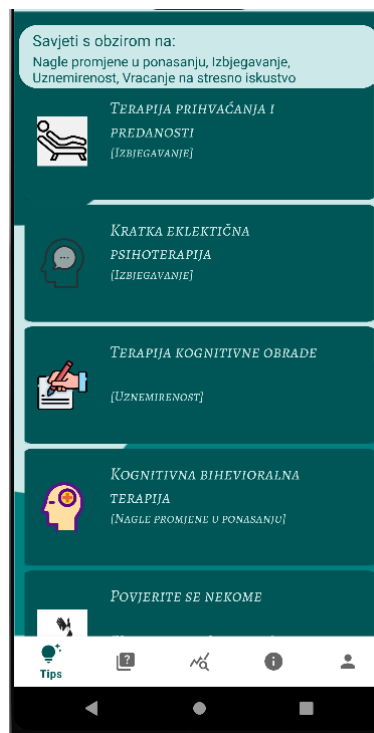 Savjeti s obzirom na:
Nagle promjene u ponasanju, Izbjegavanje,
Uznemirenost, Vracanje na stresno iskustvo
Terapija prihvaćanja i
predanosti
[Izbjegavanje]
Kratka eklektična
psihoterapija
[Izbjegavanje]
Terapija kognitivne obrade
[Uznemirenost]
Kognitivna bihevioralna
terapija
[Nagle promjene u ponasanju]
Povjerite se nekome
Tips